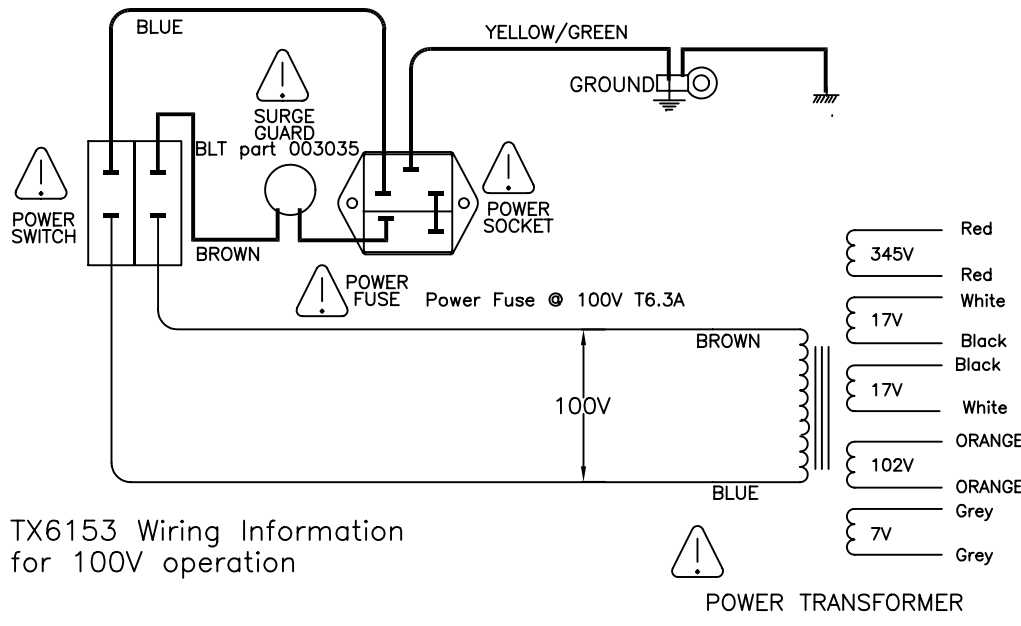 BLUE
YELLOW/GREEN
GROUND
SURGE
GUARD
BLT part 003035
POWER
SWITCH
POWER
SOCKET
BROWN
POWER
FUSE
Power Fuse @ 100V T6.3A
BROWN
100V
BLUE
Red
345V
Red
White
17V
Black
Black
17V
White
ORANGE
102V
ORANGE
Grey
7V
Grey
TX6153 Wiring Information
for 100V operation
POWER TRANSFORMER